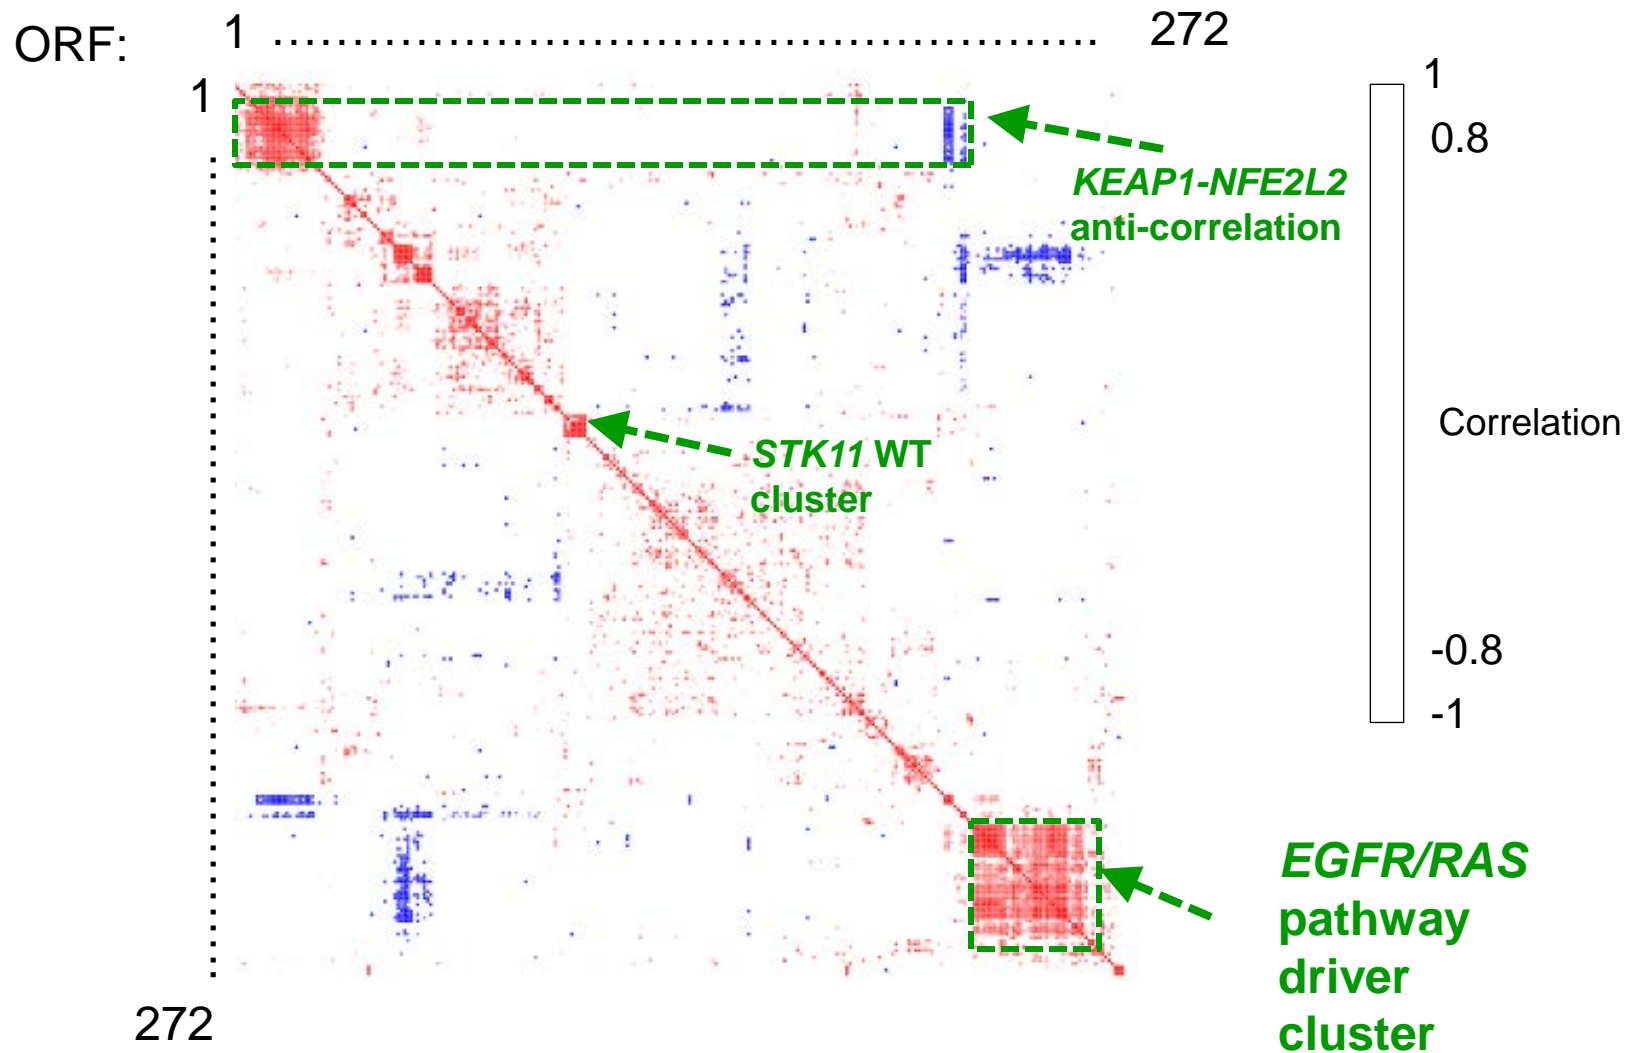 ORF:
1 ................................................... 272
1
1
0.8
KEAP1-NFE2L2
anti-correlation
Correlation
STK11 WT
cluster
-0.8
-1
EGFR/RAS
pathway
driver
cluster
272